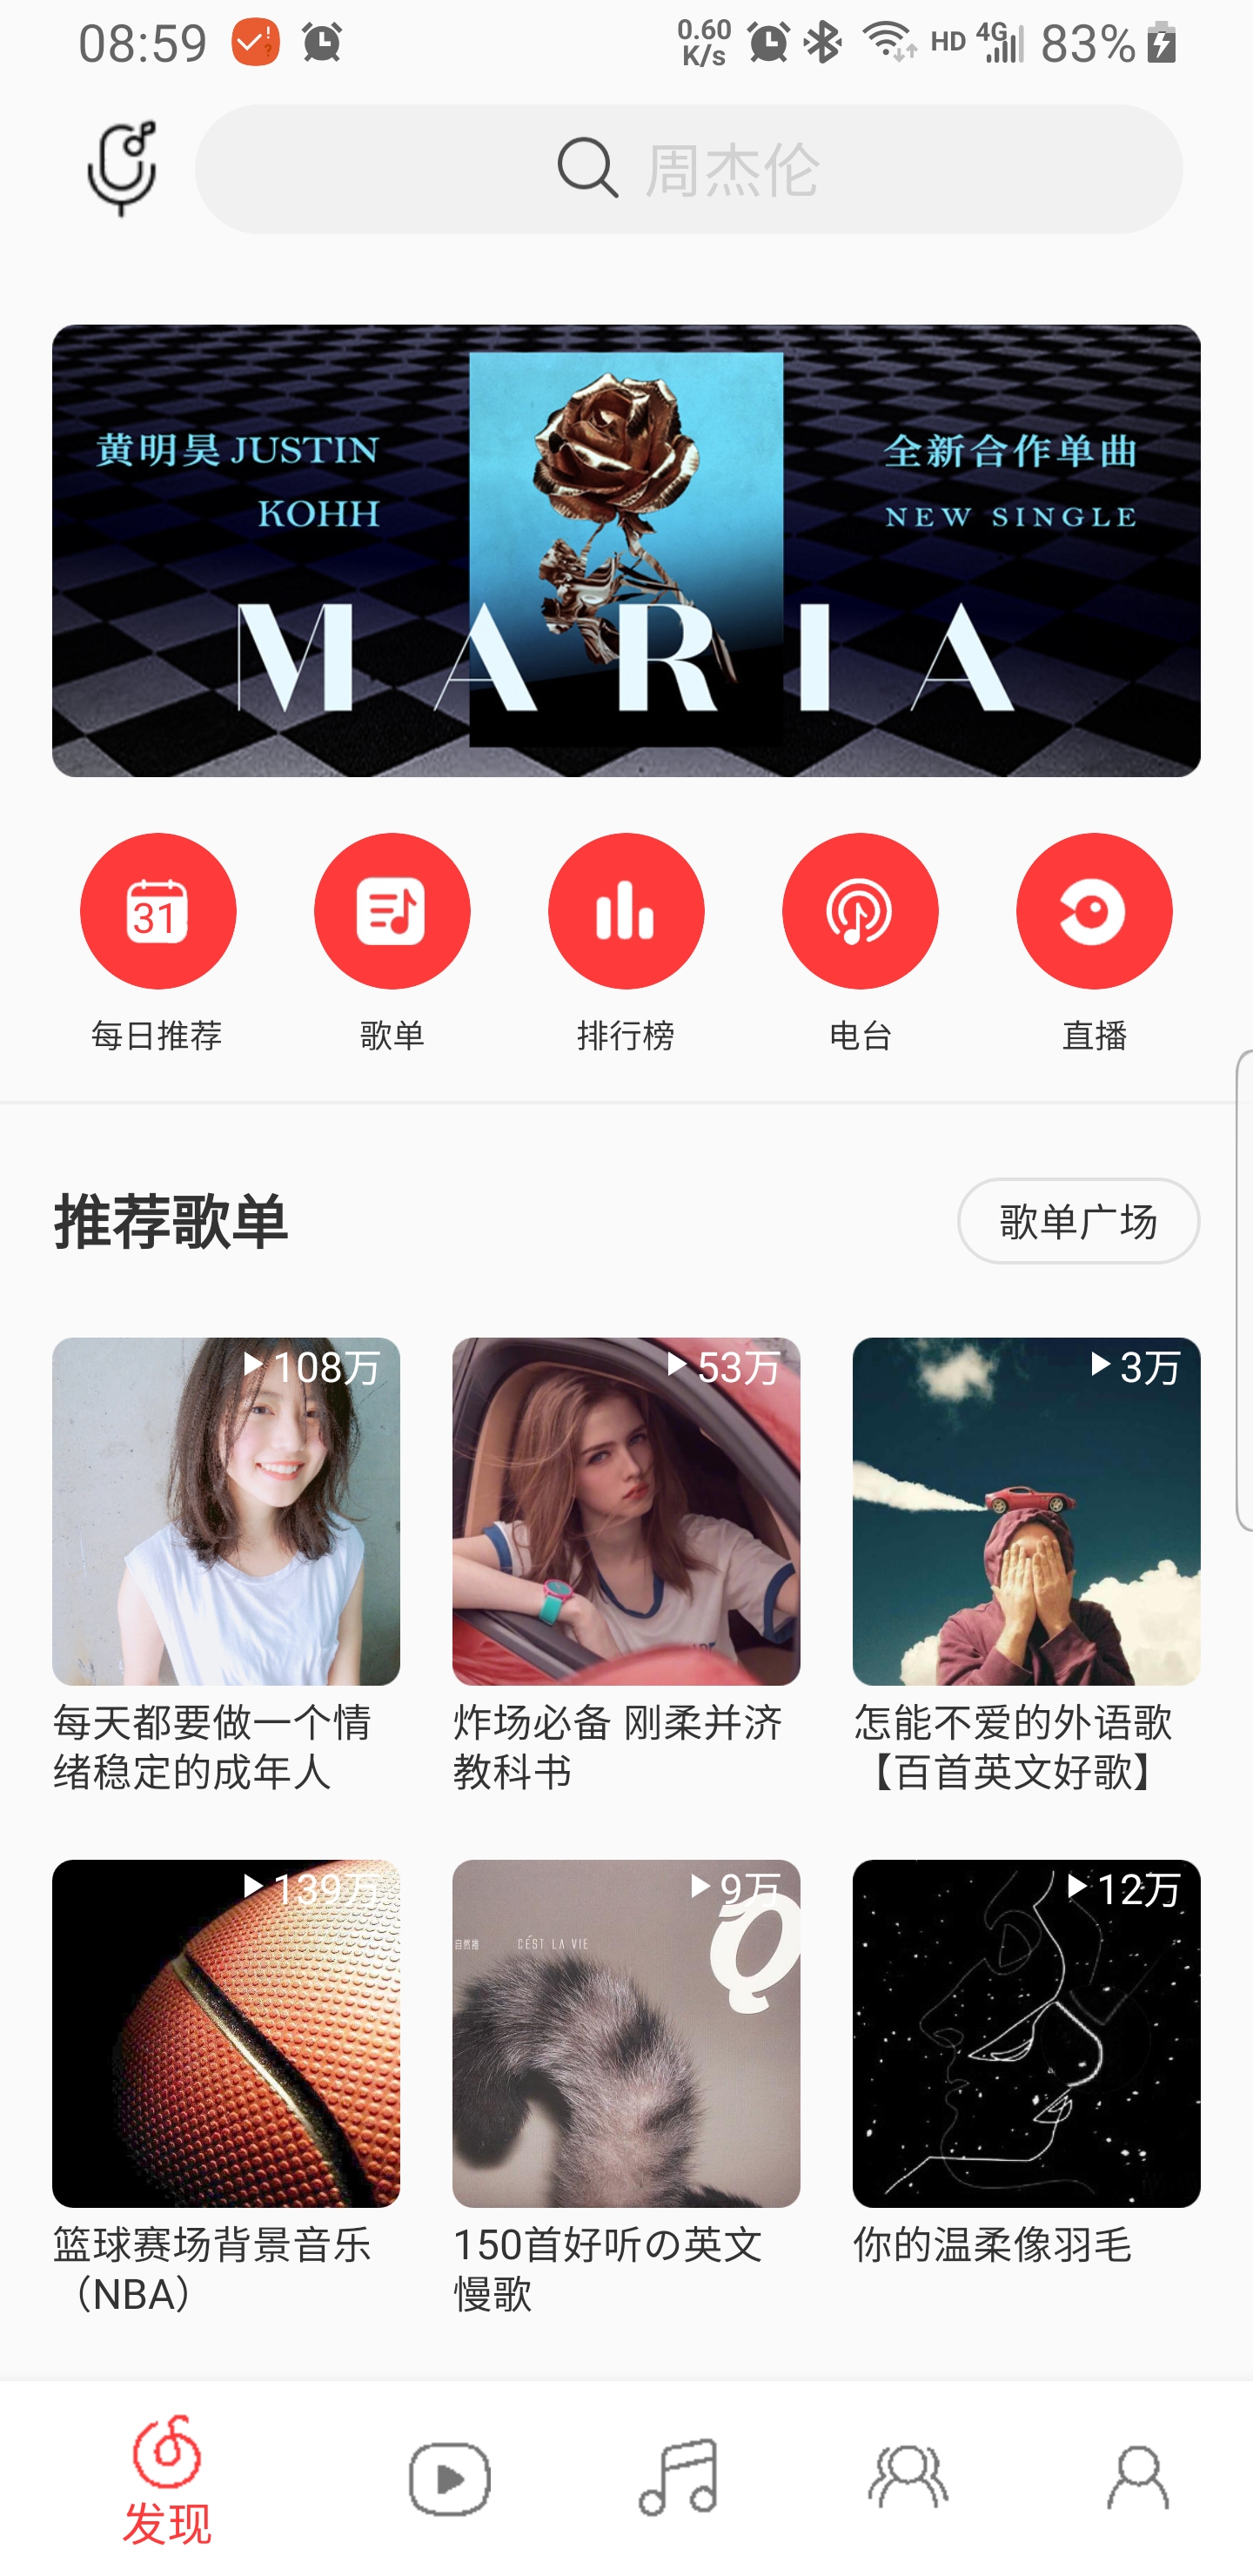 08:59
0.60
K/s
HD
4G
83%
周杰伦
黄明昊 JUSTIN
KOHH
全新合作单曲
NEW SINGLE
MARIA
31
每日推荐
歌单
排行榜
电台
直播
推荐歌单
歌单广场
108万
53万
3万
每天都要做一个情
绪稳定的成年人
炸场必备 刚柔并济
教科书
怎能不爱的外语歌
【百首英文好歌】
139万
9万
12万
自然捲
C'EST LA VIE
Q
篮球赛场背景音乐
（NBA）
150首好听の英文
慢歌
你的温柔像羽毛
发现